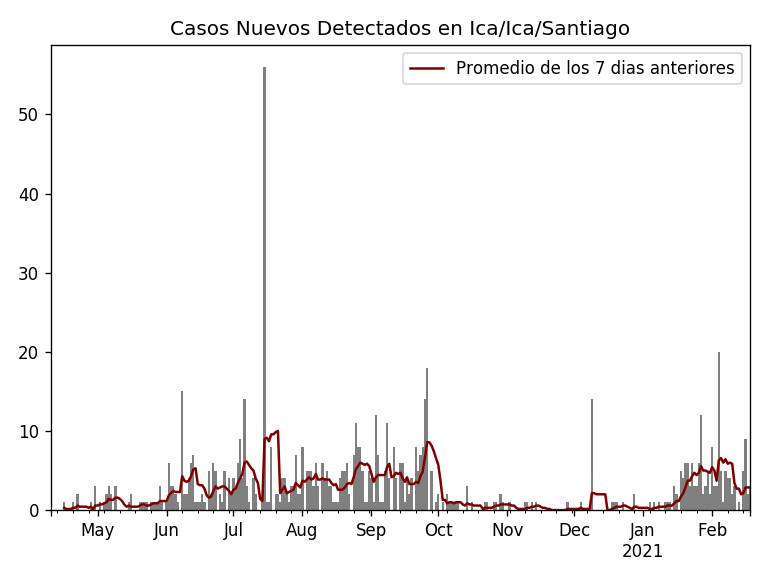 Casos Nuevos Detectados en Ica/Ica/Santiago
Promedio de los 7 dias anteriores
50
40
30
20
10
0
May Jun Jul Aug Sep Oct Nov Dec Jan Feb
2021